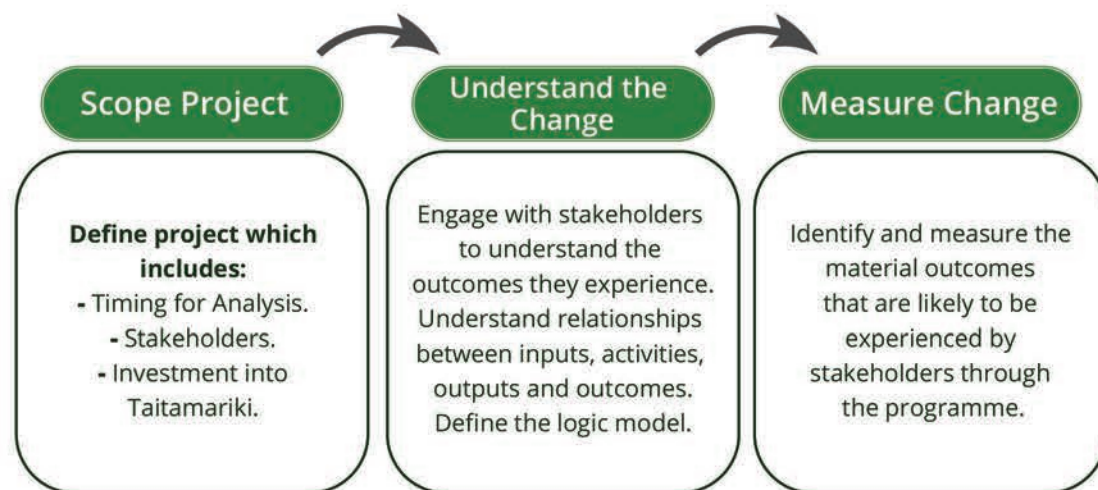 Scope Project
Define project which
includes:
- Timing for Analysis.
- Stakeholders.
- Investment into
Taitamariki.
Understand the
Change
Engage with stakeholders
to understand the
outcomes they experience.
Understand relationships
between inputs, activities,
outputs and outcomes.
Define the logic model.
Measure Change
Identify and measure the
material outcomes
that are likely to be
experienced by
stakeholders through
the programme.